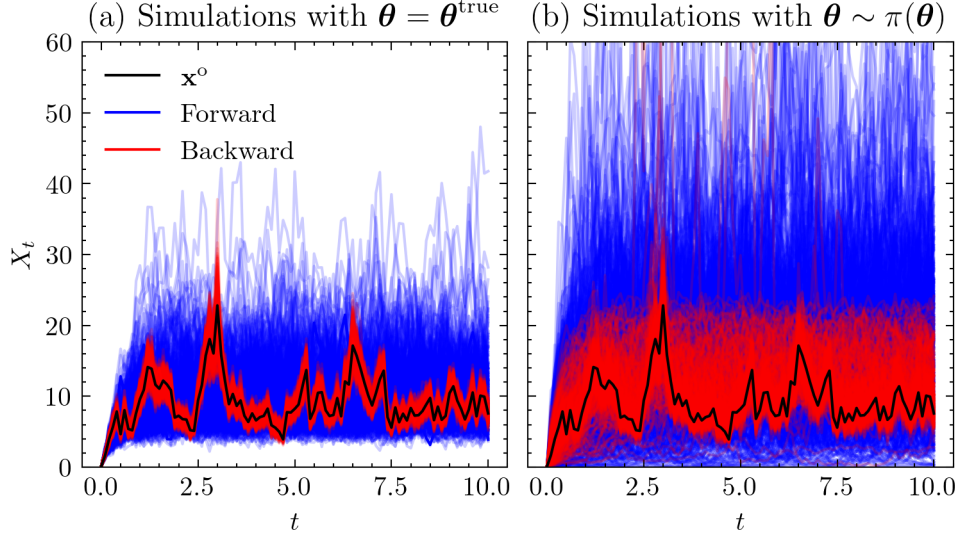 (a) Simulations with θ = θ^true
(b) Simulations with θ ∼ π(θ)
x^o
Forward
Backward
60
50
40
30
20
10
0
X_t
0.0 2.5 5.0 7.5 10.0
0.0 2.5 5.0 7.5 10.0
t
t